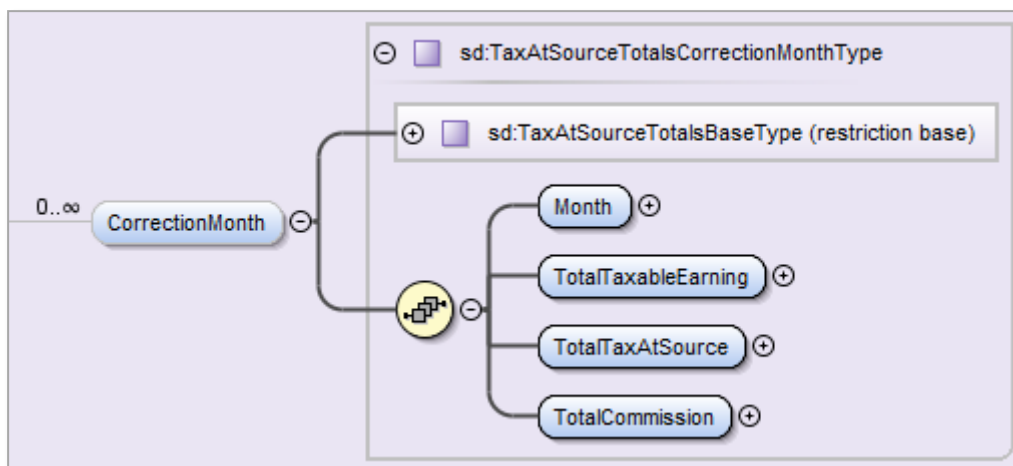 sd:TaxAtSourceTotalsCorrectionMonthType
sd:TaxAtSourceTotalsBaseType (restriction base)
0..∞
CorrectionMonth
Month
TotalTaxableEarning
TotalTaxAtSource
TotalCommission